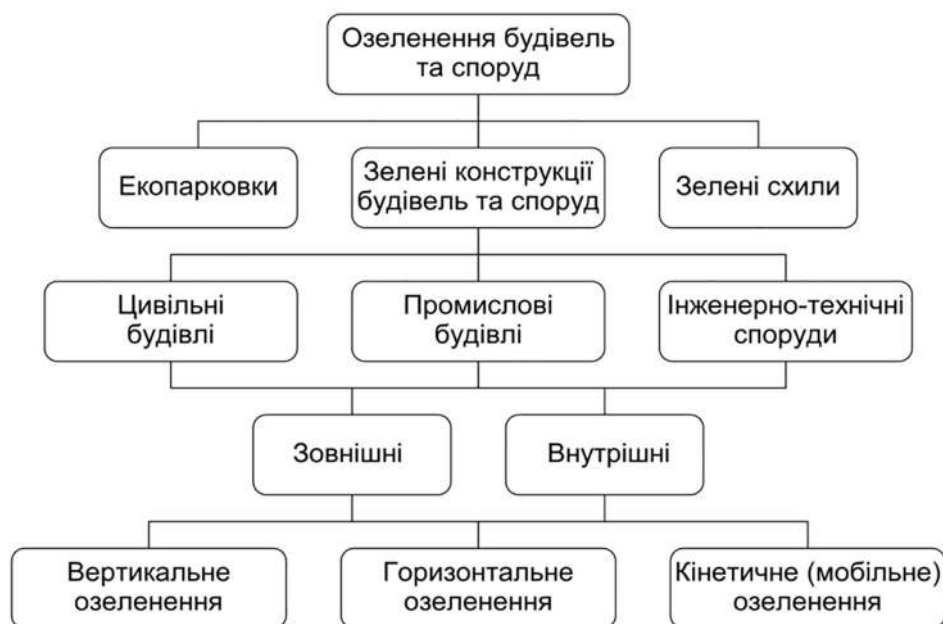 Озеленення будівель
та споруд
Екопарковки
Зелені конструкції
будівель та споруд
Зелені схили
Цивільні
будівлі
Промислові
будівлі
Інженерно-технічні
споруди
Зовнішні
Внутрішні
Вертикальне
озеленення
Горизонтальне
озеленення
Кінетичне (мобільне)
озеленення